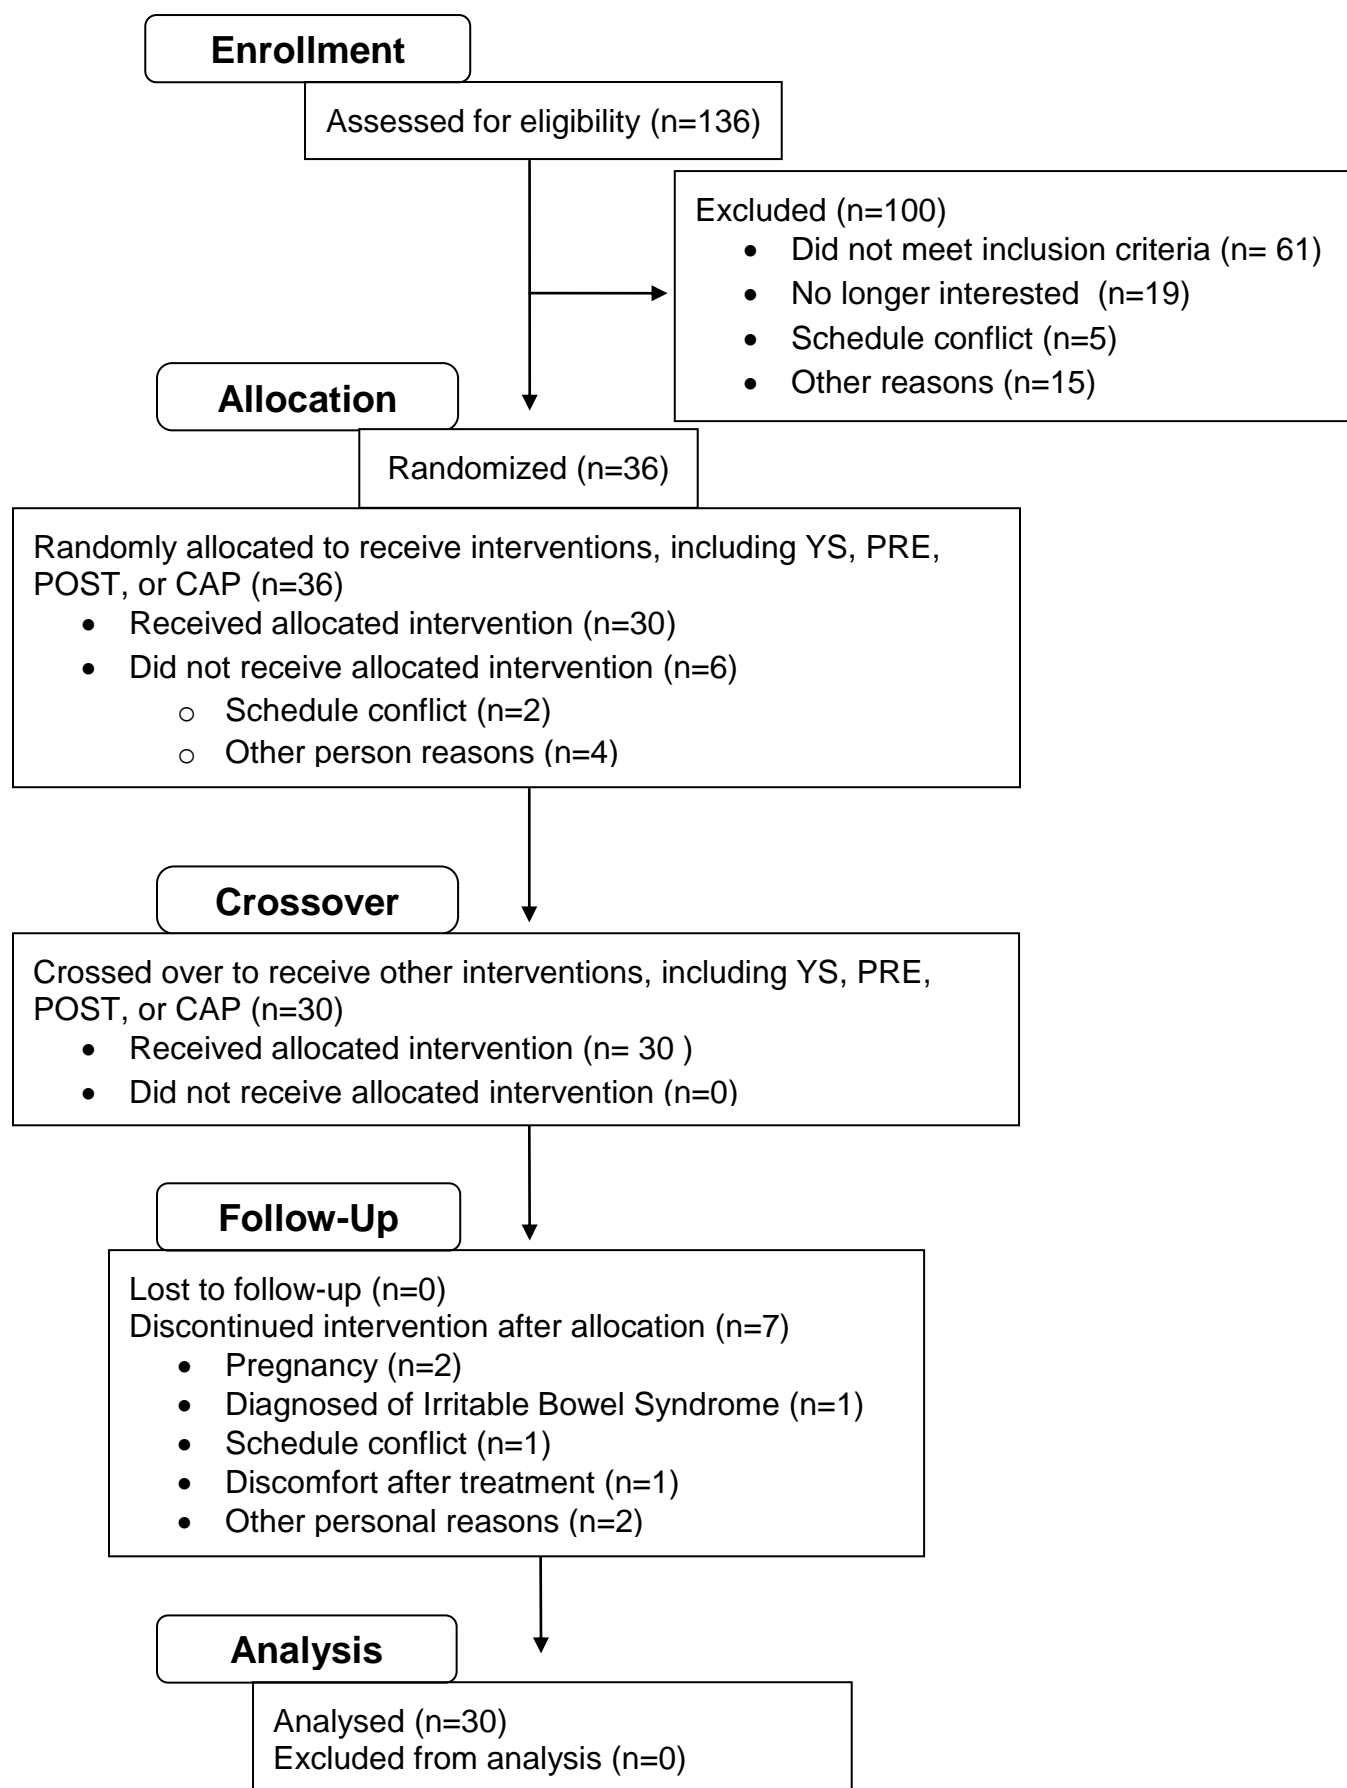 Enrollment
Assessed for eligibility (n=136)
Excluded (n=100)
• Did not meet inclusion criteria (n= 61)
• No longer interested  (n=19)
• Schedule conflict (n=5)
• Other reasons (n=15)
Allocation
Randomized (n=36)
Randomly allocated to receive interventions, including YS, PRE,
POST, or CAP (n=36)
• Received allocated intervention (n=30)
• Did not receive allocated intervention (n=6)
o Schedule conflict (n=2)
o Other person reasons (n=4)
Crossover
Crossed over to receive other interventions, including YS, PRE,
POST, or CAP (n=30)
• Received allocated intervention (n= 30 )
• Did not receive allocated intervention (n=0)
Follow-Up
Lost to follow-up (n=0)
Discontinued intervention after allocation (n=7)
• Pregnancy (n=2)
• Diagnosed of Irritable Bowel Syndrome (n=1)
• Schedule conflict (n=1)
• Discomfort after treatment (n=1)
• Other personal reasons (n=2)
Analysis
Analysed (n=30)
Excluded from analysis (n=0)